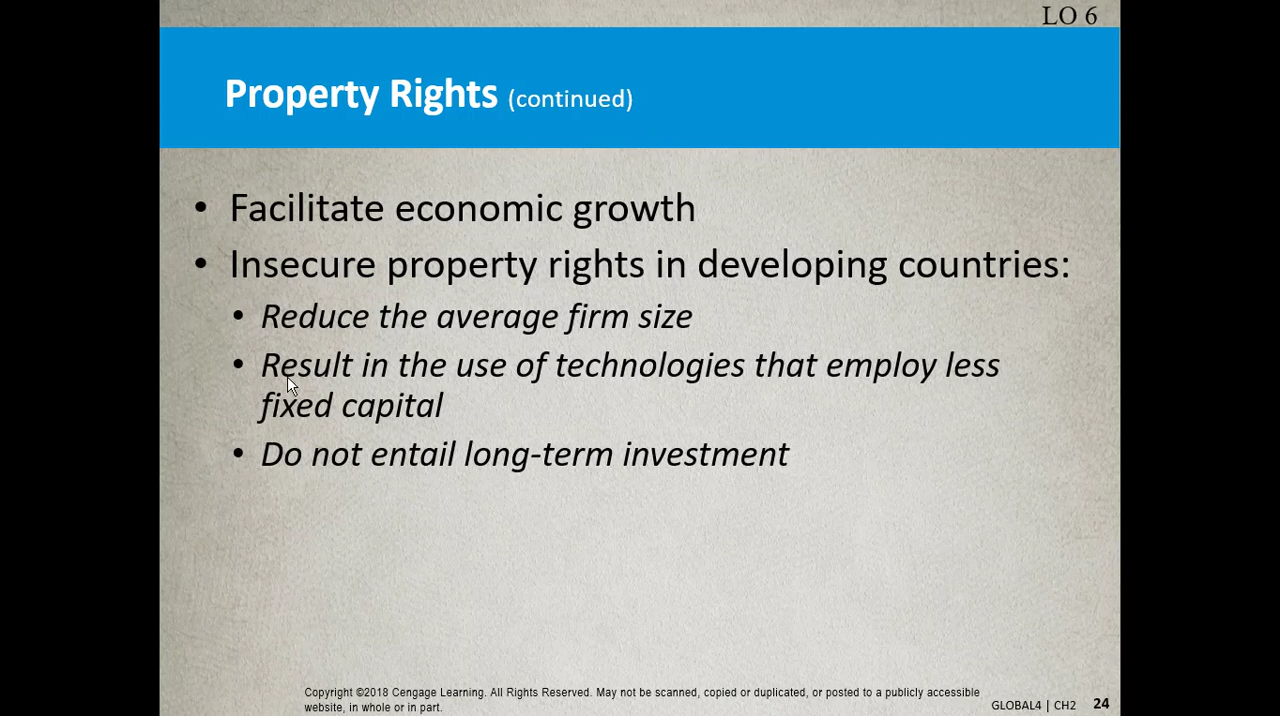 LO 6
Property Rights (continued)
• Facilitate economic growth
• Insecure property rights in developing countries:
• Reduce the average firm size
• Result in the use of technologies that employ less
fixed capital
• Do not entail long-term investment
Copyright ©2018 Cengage Learning. All Rights Reserved. May not be scanned, copied or duplicated, or posted to a publicly accessible
website, in whole or in part.
GLOBAL4 | CH2 24